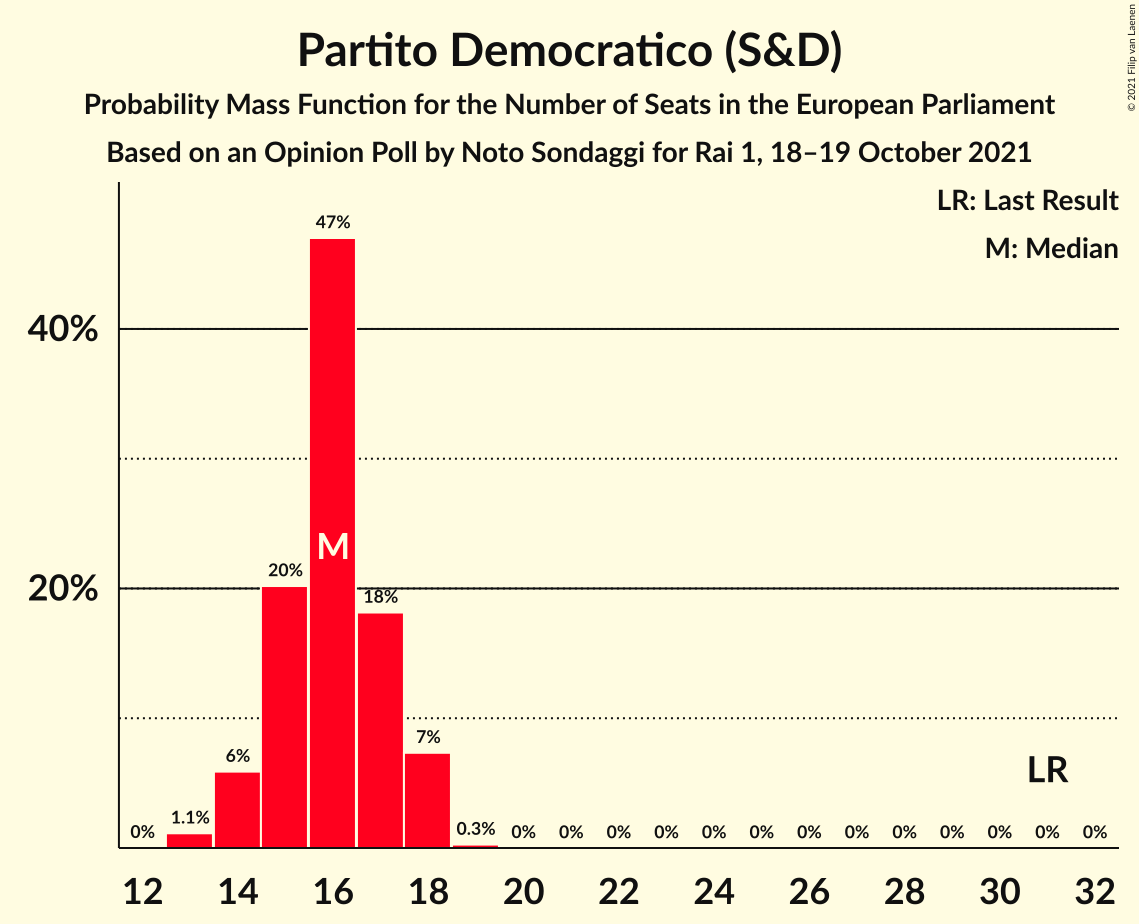 Partito Democratico (S&D)
Probability Mass Function for the Number of Seats in the European Parliament
Based on an Opinion Poll by Noto Sondaggi for Rai 1, 18–19 October 2021
© 2021 Filip van Laenen
LR: Last Result
M: Median
47%
40%
M
20%
20%
18%
7%
6%
LR
0% 1.1% 0.3% 0% 0% 0% 0% 0% 0% 0% 0% 0% 0% 0% 0% 0%
12 14 16 18 20 22 24 26 28 30 32